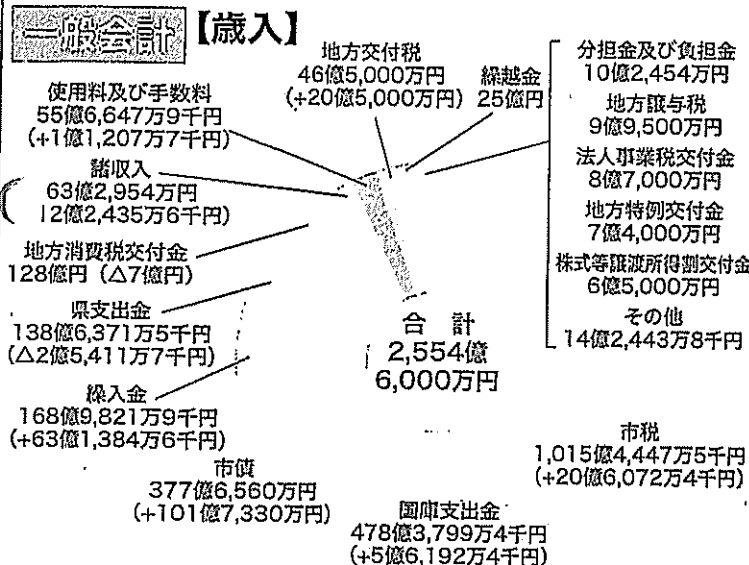 一般会計【歳入】
地方交付税
46億5,000万円
(+20億5,000万円)
繰越金
25億円
分担金及び負担金
10億2,454万円
地方譲与税
9億9,500万円
法人事業税交付金
8億7,000万円
地方特例交付金
7億4,000万円
株式等譲渡所得割交付金
6億5,000万円
その他
14億2,443万8千円
使用料及び手数料
55億6,647万9千円
(+1億1,207万7千円)
諸収入
63億2,954万円
2億2,435万6千円)
地方消費税交付金
128億円 (△7億円)
県支出金
138億6,371万5千円
(△2億5,411万7千円)
繰入金
168億9,821万9千円
(+63億1,384万6千円)
市債
377億6,560万円
(+101億7,330万円)
国庫支出金
478億3,799万4千円
(+5億6,192万4千円)
市税
1,015億4,447万5千円
(+20億6,072万4千円)
合計
2,554億
6,000万円